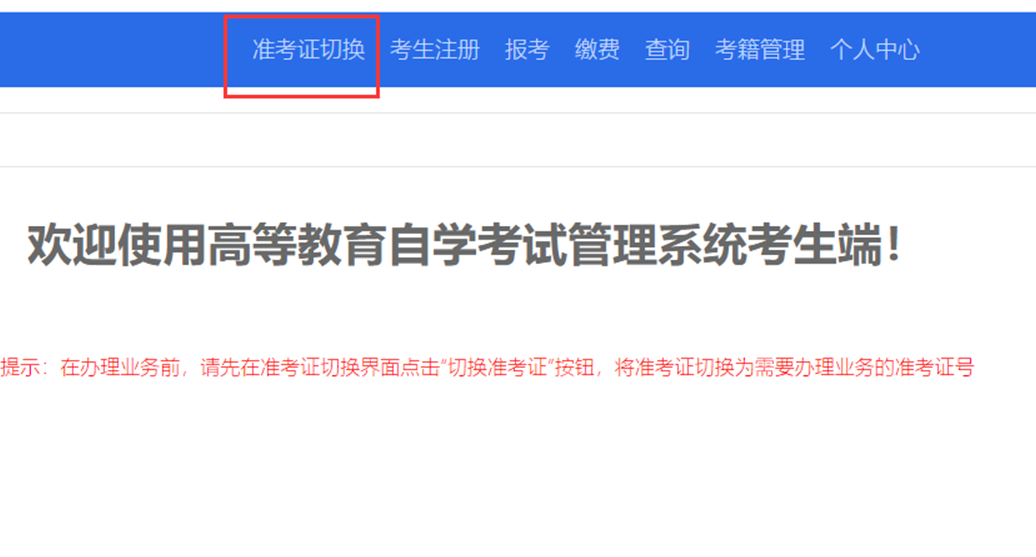 准考证切换 考生注册 报考 缴费 查询 考籍管理 个人中心
欢迎使用高等教育自学考试管理系统考生端！
提示：在办理业务前，请先在准考证切换界面点击“切换准考证”按钮，将准考证切换为需要办理业务的准考证号